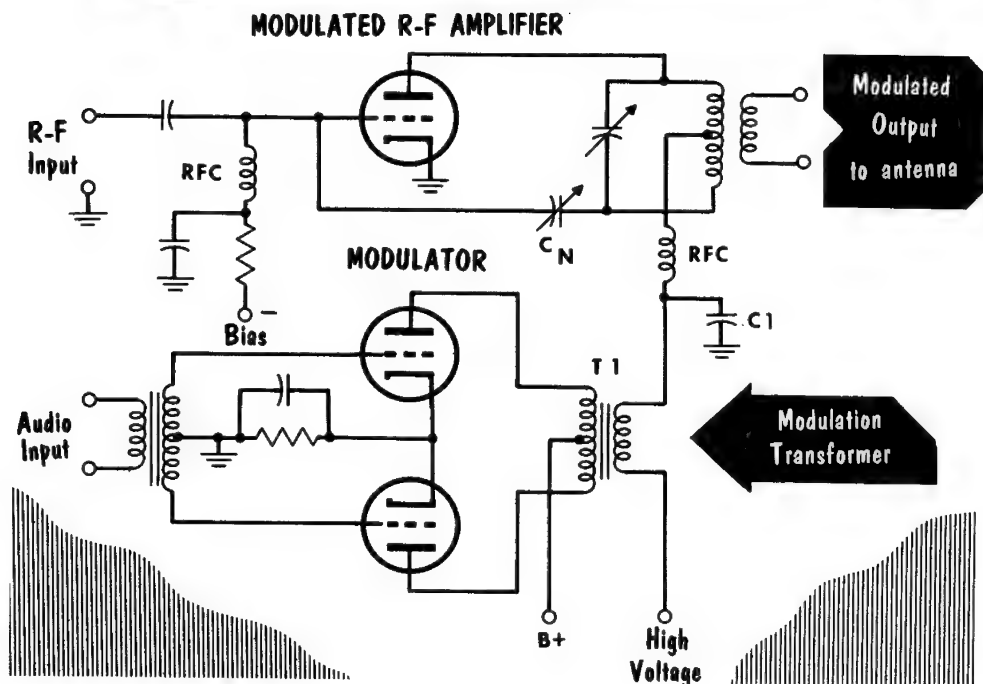 MODULATED R-F AMPLIFIER
Modulated
Output
to antenna
R-F
Input
RFC
CN
RFC
MODULATOR
Bias
−
C1
T1
Audio
Input
Modulation
Transformer
B+
High
Voltage